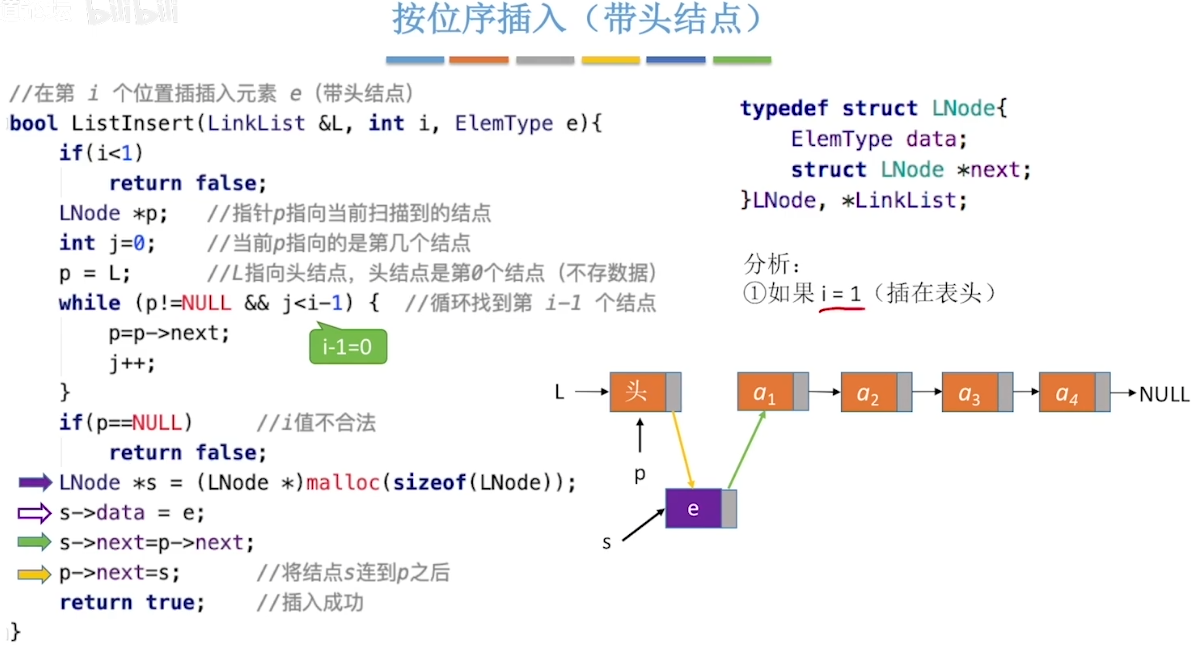 bilibili
按位序插入（带头结点）
//在第 i 个位置插插入元素 e（带头结点）
bool ListInsert(LinkList &L, int i, ElemType e){
if(i<1)
return false;
LNode *p; //指针p指向当前扫描到的结点
int j=0; //当前p指向的是第几个结点
p = L; //L指向头结点，头结点是第0个结点（不存数据）
while (p!=NULL && j<i-1) { //循环找到第 i-1 个结点
p=p->next;
j++;
}
i-1=0
if(p==NULL) //i值不合法
return false;
LNode *s = (LNode *)malloc(sizeof(LNode));
s->data = e;
s->next=p->next;
p->next=s; //将结点s连到p之后
return true; //插入成功
}
typedef struct LNode{
ElemType data;
struct LNode *next;
}LNode, *LinkList;
分析：
①如果 i = 1（插在表头）
L 头 a1 a2 a3 a4 NULL
p
e
s